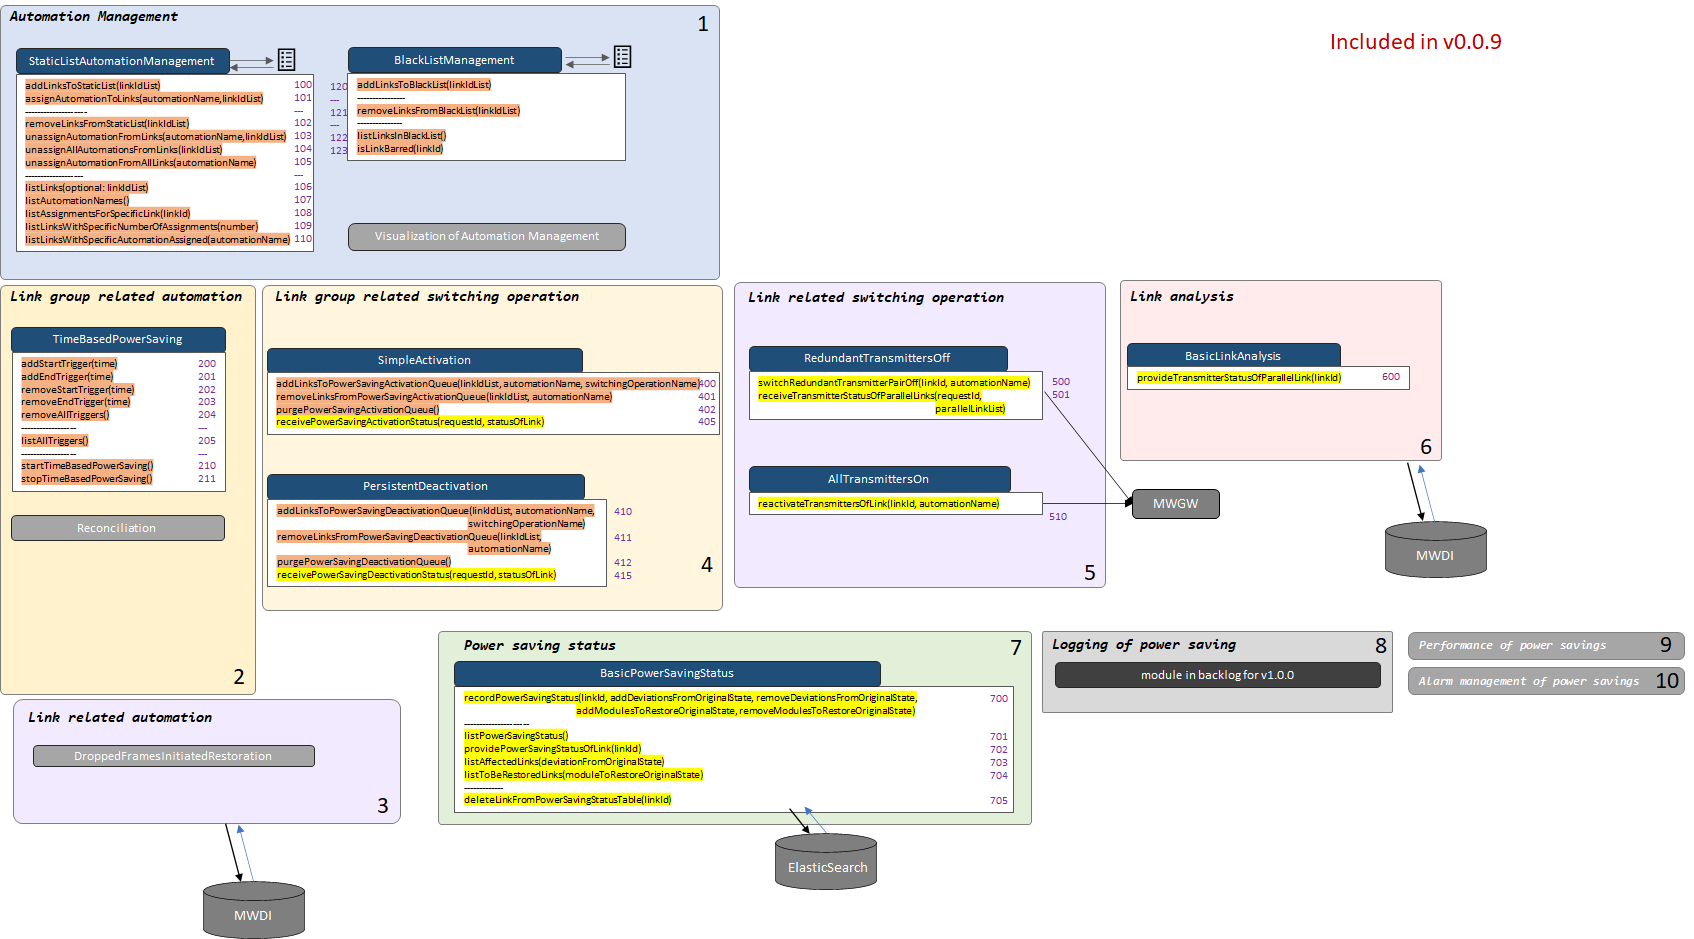 Automation Management
1
Included in v0.0.9
StaticListAutomationManagement
addLinksToStaticList(linkIdList) 100
assignAutomationToLinks(automationName,linkIdList) 101
-------------------- ---
removeLinksFromStaticList(linkIdList) 102
unassignAutomationFromLinks(automationName,linkIdList) 103
unassignAllAutomationsFromLinks(linkIdList) 104
unassignAutomationFromAllLinks(automationName) 105
------------------- ---
listLinks(optional: linkIdList) 106
listAutomationNames() 107
listAssignmentsForSpecificLink(linkId) 108
listLinksWithSpecificNumberOfAssignments(number) 109
listLinksWithSpecificAutomationAssigned(automationName) 110
BlackListManagement
120 addLinksToBlackList(linkIdList)
--- ----------------
121 removeLinksFromBlackList(linkIdList)
--- ---------------
122 listLinksInBlackList()
123 isLinkBarred(linkId)
Visualization of Automation Management
Link group related automation
TimeBasedPowerSaving
addStartTrigger(time) 200
addEndTrigger(time) 201
removeStartTrigger(time) 202
removeEndTrigger(time) 203
removeAllTriggers() 204
------------------ ---
listAllTriggers() 205
------------------ ---
startTimeBasedPowerSaving() 210
stopTimeBasedPowerSaving() 211
Reconciliation
2
Link group related switching operation
SimpleActivation
addLinksToPowerSavingActivationQueue(linkIdList, automationName, switchingOperationName) 400
removeLinksFromPowerSavingActivationQueue(linkIdList, automationName) 401
purgePowerSavingActivationQueue() 402
receivePowerSavingActivationStatus(requestId, statusOfLink) 405
PersistentDeactivation
addLinksToPowerSavingDeactivationQueue(linkIdList, automationName, 410
switchingOperationName)
removeLinksFromPowerSavingDeactivationQueue(linkIdList, 411
automationName)
purgePowerSavingDeactivationQueue() 412
receivePowerSavingDeactivationStatus(requestId, statusOfLink) 415
4
Link related switching operation
RedundantTransmittersOff
switchRedundantTransmitterPairOff(linkId, automationName) 500
receiveTransmitterStatusOfParallelLinks(requestId, 501
parallelLinkList)
AllTransmittersOn
reactivateTransmittersOfLink(linkId, automationName)
510
5
MWGW
Link analysis
BasicLinkAnalysis
provideTransmitterStatusOfParallelLink(linkId) 600
6
MWDI
Link related automation
DroppedFramesInitiatedRestoration
3
MWDI
Power saving status
7
BasicPowerSavingStatus
recordPowerSavingStatus(linkId, addDeviationsFromOriginalState, removeDeviationsFromOriginalState, 700
addModulesToRestoreOriginalState, removeModulesToRestoreOriginalState)
---------------------
listPowerSavingStatus() 701
providePowerSavingStatusOfLink(linkId) 702
listAffectedLinks(deviationFromOriginalState) 703
listToBeRestoredLinks(moduleToRestoreOriginalState) 704
-------------
deleteLinkFromPowerSavingStatusTable(linkId) 705
ElasticSearch
Logging of power saving
8
module in backlog for v1.0.0
Performance of power savings 9
Alarm management of power savings 10